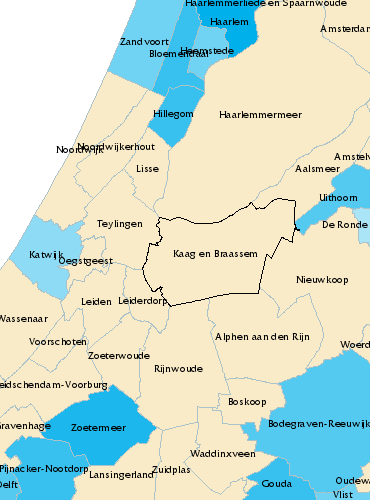 Haarlemmerliede en Spaarnwoude
Haarlem
Amsterdam
Zandvoort
Heemstede
Bloemendaal
Hillegom
Haarlemmermeer
Noordwijkerhout
Noordwijk
Amstelv
Lisse
Aalsmeer
Uithoorn
Teylingen
De Ronde
Katwijk
Kaag en Braassem
Oegstgeest
Nieuwkoop
Leiden
Leiderdorp
Wassenaar
Alphen aan den Rijn
Voorschoten
Woerd
Zoeterwoude
Rijnwoude
eidschendam-Voorburg
Boskoop
Gravenhage
Zoetermeer
Bodegraven-Reeuwijk
Waddinxveen
Pijnacker-Nootdorp
Zuidplas
Lansingerland
Delft
Gouda
Oudewa
Vlist